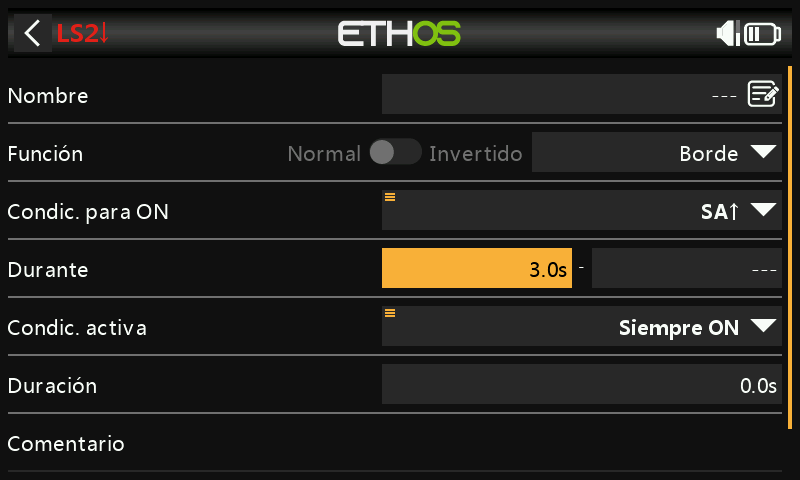 LS2↓ ETHOS
Nombre ---
Función Normal Invertido Borde
Condic. para ON SA↑
Durante 3.0s - ---
Condic. activa Siempre ON
Duración 0.0s
Comentario